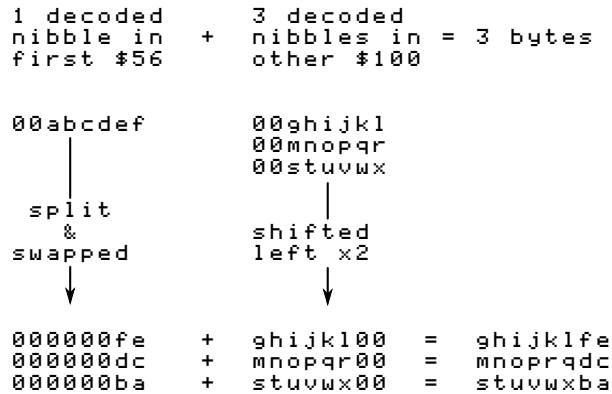 1 decoded 3 decoded
nibble in + nibbles in = 3 bytes
first $56 other $100
00abcdef 00ghijkl
00mnopqr
00stuvwx
split
& shifted
swapped left x2
000000fe + ghijkl00 = ghijklfe
000000dc + mnopqr00 = mnoprqdc
000000ba + stuvwx00 = stuvwxba